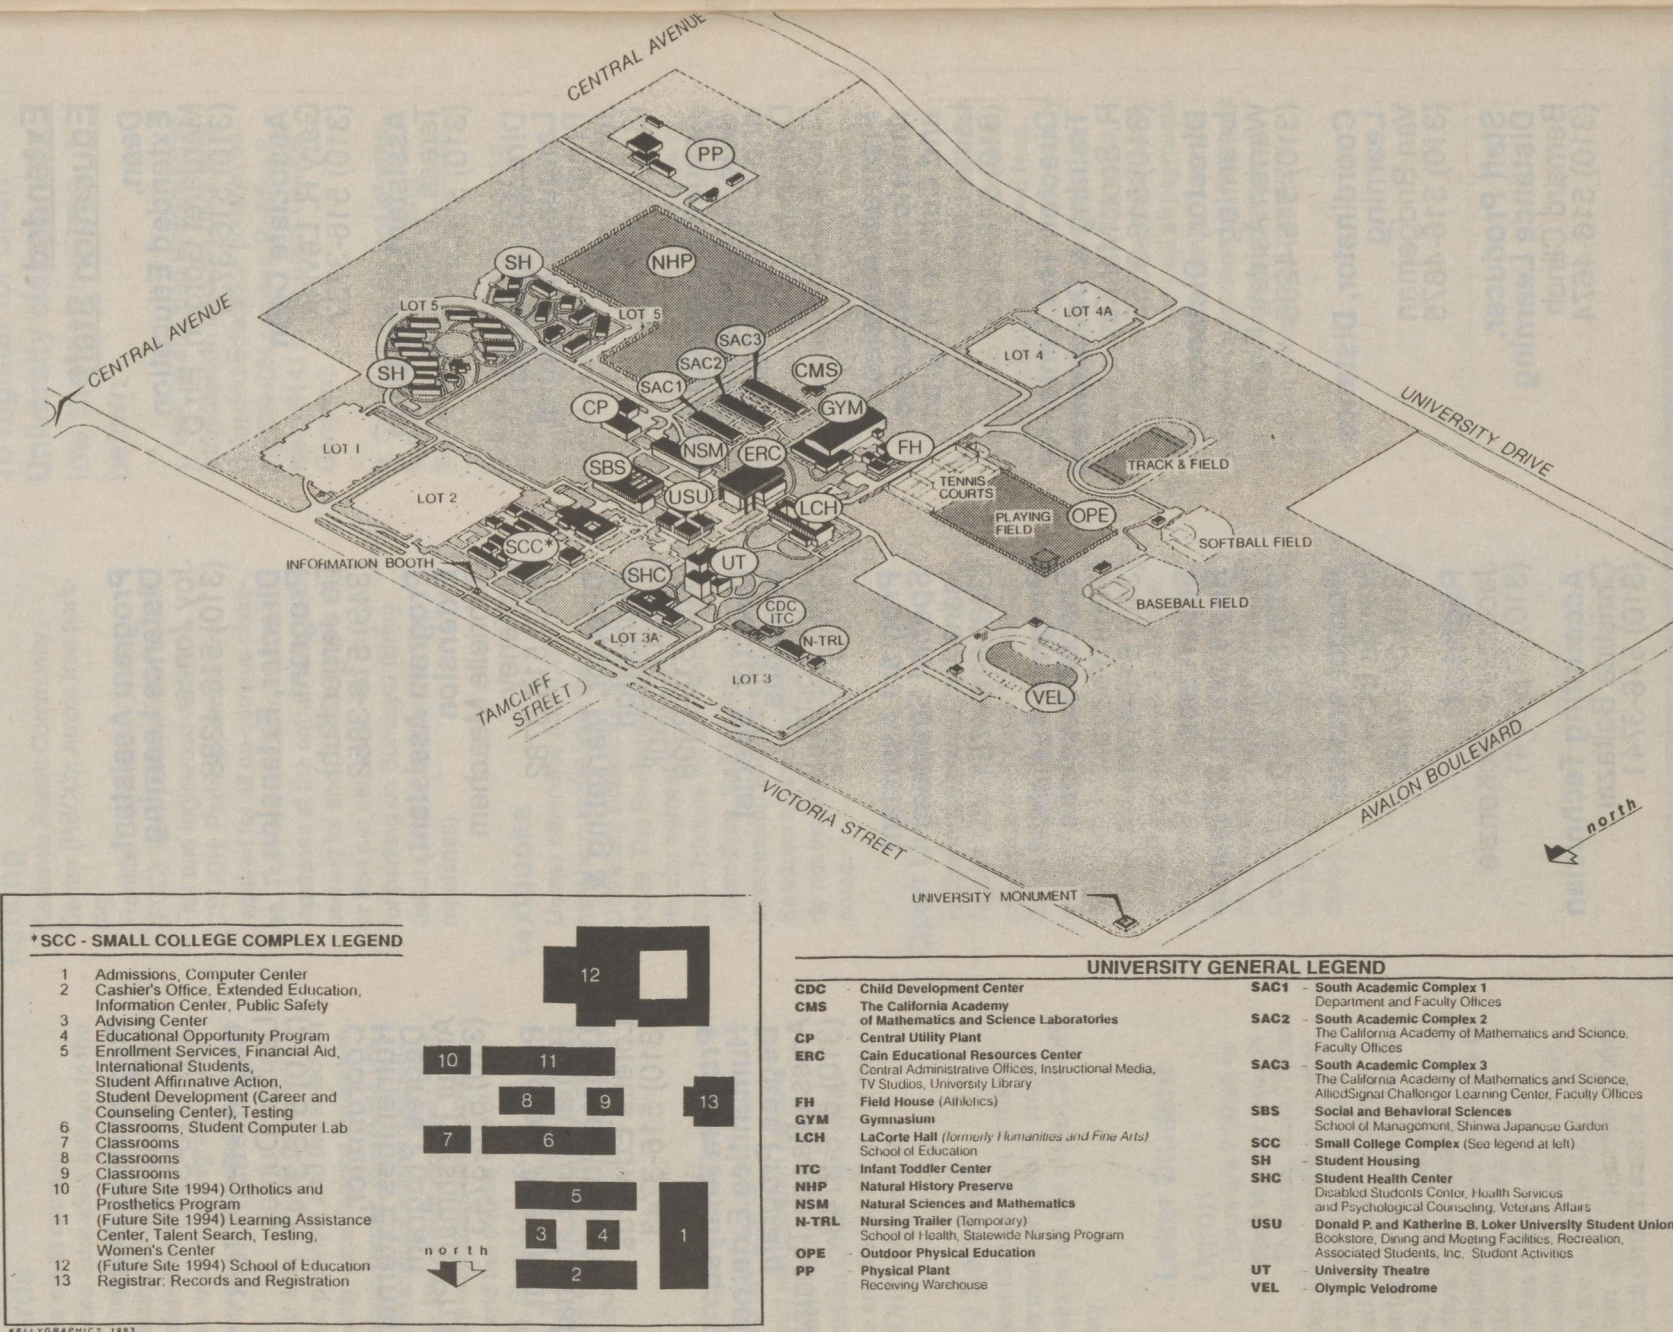 CENTRAL AVENUE
PP
NHP
SH
LOT 5
LOT 5
SH
CENTRAL AVENUE
LOT 4A
LOT 4
SAC3
SAC2
SAC1
CMS
CP
GYM
NSM
ERC
FH
UNIVERSITY DRIVE
TRACK & FIELD
LOT 1
LOT 2
SBS
USU
LCH
TENNIS
COURTS
PLAYING
FIELD
OPE
SOFTBALL FIELD
SCC*
INFORMATION BOOTH
SHC
UT
BASEBALL FIELD
CDC
ITC
N-TRL
LOT 3A
LOT 3
VEL
TAMCLIFF
STREET
VICTORIA STREET
AVALON BOULEVARD
north
UNIVERSITY MONUMENT
*SCC - SMALL COLLEGE COMPLEX LEGEND
1 Admissions, Computer Center
2 Cashier's Office, Extended Education,
Information Center, Public Safety
3 Advising Center
4 Educational Opportunity Program
5 Enrollment Services, Financial Aid,
International Students,
Student Affirmative Action,
Student Development (Career and
Counseling Center), Testing
6 Classrooms, Student Computer Lab
7 Classrooms
8 Classrooms
9 Classrooms
10 (Future Site 1994) Orthotics and
Prosthetics Program
11 (Future Site 1994) Learning Assistance
Center, Talent Search, Testing,
Women's Center
12 (Future Site 1994) School of Education
13 Registrar: Records and Registration
12
10 11
8 9 13
7 6
5
3 4 1
2
north
KELLYGRAPHICS 1993
UNIVERSITY GENERAL LEGEND
CDC - Child Development Center
CMS The California Academy
of Mathematics and Science Laboratories
CP - Central Utility Plant
ERC Cain Educational Resources Center
Central Administrative Offices, Instructional Media,
TV Studios, University Library
FH Field House (Athletics)
GYM Gymnasium
LCH - LaCorte Hall (formerly Humanities and Fine Arts)
School of Education
ITC - Infant Toddler Center
NHP - Natural History Preserve
NSM - Natural Sciences and Mathematics
N-TRL Nursing Trailer (Temporary)
School of Health, Statewide Nursing Program
OPE - Outdoor Physical Education
PP - Physical Plant
Receiving Warehouse
SAC1 - South Academic Complex 1
Department and Faculty Offices
SAC2 - South Academic Complex 2
The California Academy of Mathematics and Science,
Faculty Offices
SAC3 - South Academic Complex 3
The California Academy of Mathematics and Science,
AlliedSignal Challenger Learning Center, Faculty Offices
SBS - Social and Behavioral Sciences
School of Management, Shinwa Japanese Garden
SCC - Small College Complex (See legend at left)
SH - Student Housing
SHC - Student Health Center
Disabled Students Center, Health Services
and Psychological Counseling, Veterans Affairs
USU - Donald P. and Katherine B. Loker University Student Union
Bookstore, Dining and Meeting Facilities, Recreation,
Associated Students, Inc. Student Activities
UT - University Theatre
VEL - Olympic Velodrome